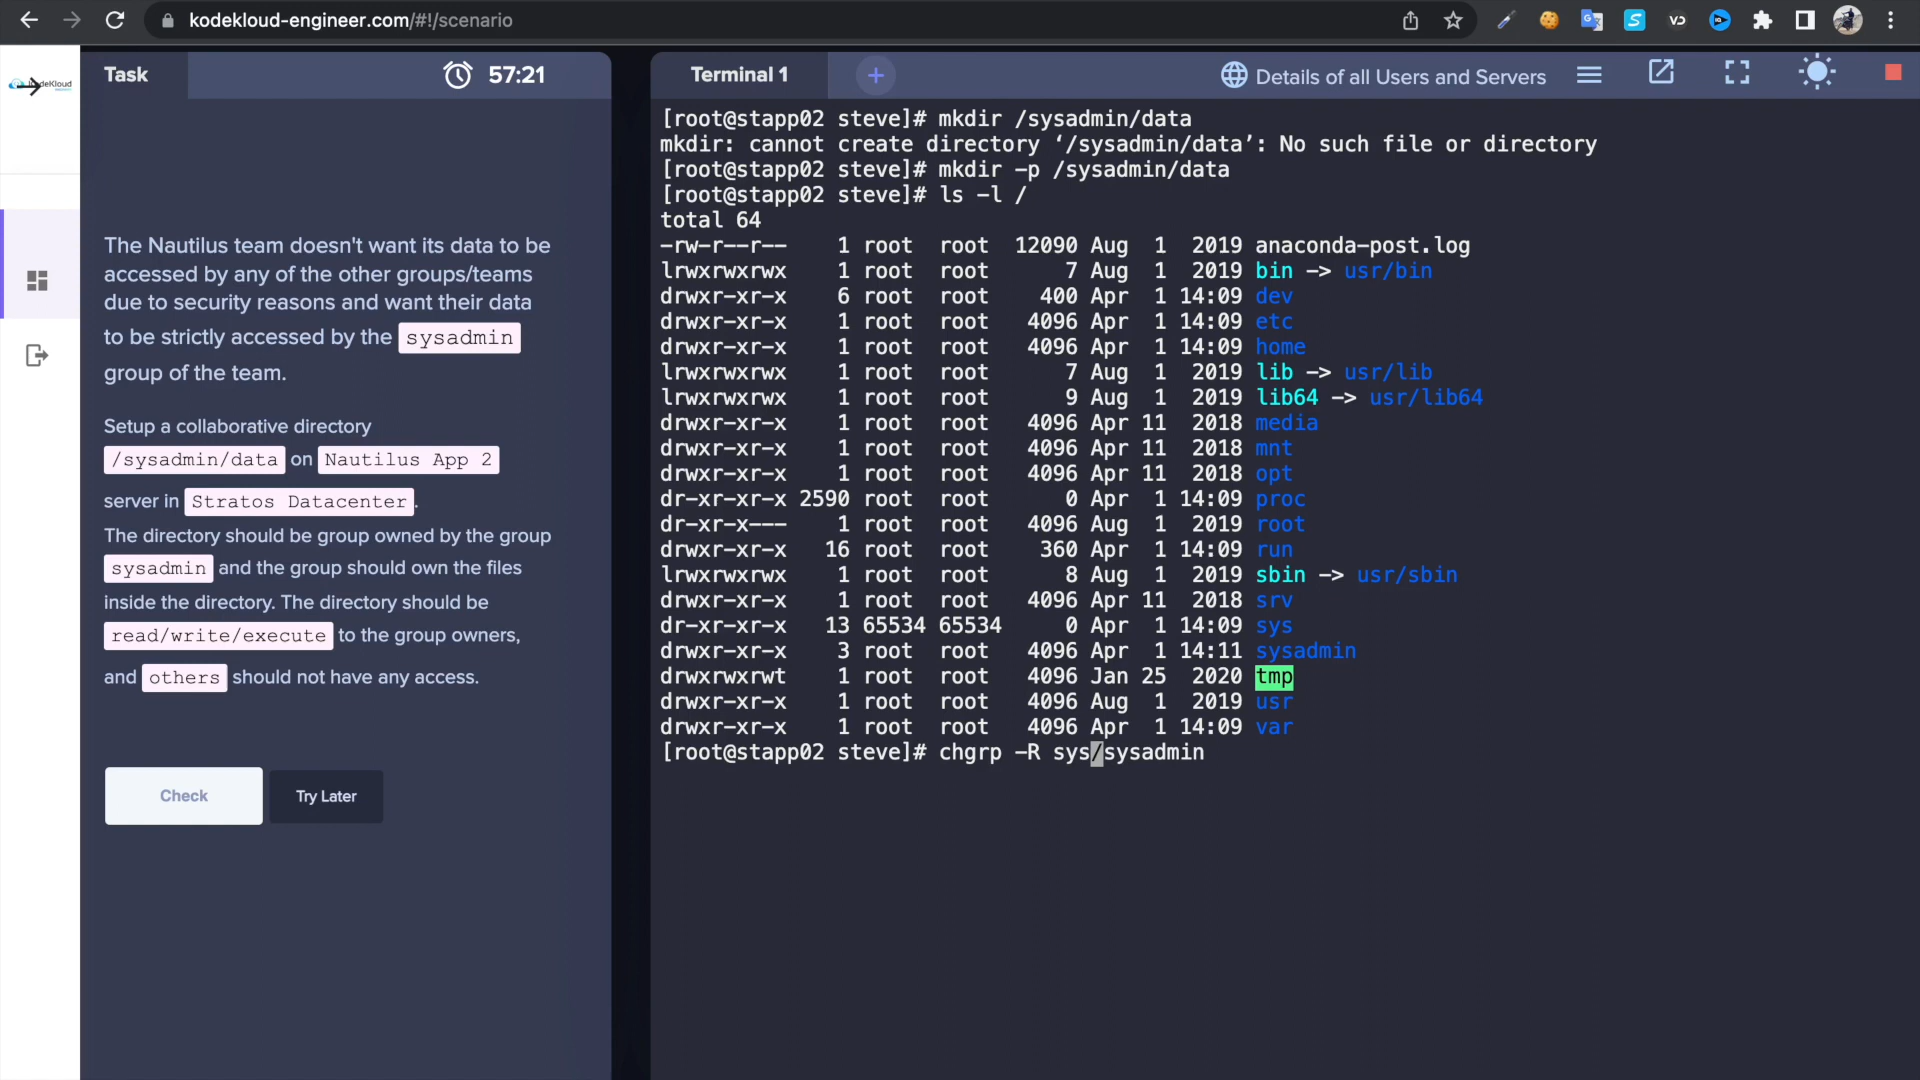 kodekloud-engineer.com/#!/scenario
Task
57:21
The Nautilus team doesn't want its data to be
accessed by any of the other groups/teams
due to security reasons and want their data
to be strictly accessed by the sysadmin
group of the team.
Setup a collaborative directory
/sysadmin/data on Nautilus App 2
server in Stratos Datacenter.
The directory should be group owned by the group
sysadmin and the group should own the files
inside the directory. The directory should be
read/write/execute to the group owners,
and others should not have any access.
Check
Try Later
Terminal 1
+
Details of all Users and Servers
[root@stapp02 steve]# mkdir /sysadmin/data
mkdir: cannot create directory ‘/sysadmin/data’: No such file or directory
[root@stapp02 steve]# mkdir -p /sysadmin/data
[root@stapp02 steve]# ls -l /
total 64
-rw-r--r--    1 root  root  12090 Aug  1  2019 anaconda-post.log
lrwxrwxrwx    1 root  root      7 Aug  1  2019 bin -> usr/bin
drwxr-xr-x    6 root  root    400 Apr  1 14:09 dev
drwxr-xr-x    1 root  root   4096 Apr  1 14:09 etc
drwxr-xr-x    1 root  root   4096 Apr  1 14:09 home
lrwxrwxrwx    1 root  root      7 Aug  1  2019 lib -> usr/lib
lrwxrwxrwx    1 root  root      9 Aug  1  2019 lib64 -> usr/lib64
drwxr-xr-x    1 root  root   4096 Apr 11  2018 media
drwxr-xr-x    1 root  root   4096 Apr 11  2018 mnt
drwxr-xr-x    1 root  root   4096 Apr 11  2018 opt
dr-xr-xr-x 2590 root  root      0 Apr  1 14:09 proc
dr-xr-x---    1 root  root   4096 Aug  1  2019 root
drwxr-xr-x   16 root  root    360 Apr  1 14:09 run
lrwxrwxrwx    1 root  root      8 Aug  1  2019 sbin -> usr/sbin
drwxr-xr-x    1 root  root   4096 Apr 11  2018 srv
dr-xr-xr-x   13 65534 65534     0 Apr  1 14:09 sys
drwxr-xr-x    3 root  root   4096 Apr  1 14:11 sysadmin
drwxrwxrwt    1 root  root   4096 Jan 25  2020 tmp
drwxr-xr-x    1 root  root   4096 Aug  1  2019 usr
drwxr-xr-x    1 root  root   4096 Apr  1 14:09 var
[root@stapp02 steve]# chgrp -R sys/sysadmin